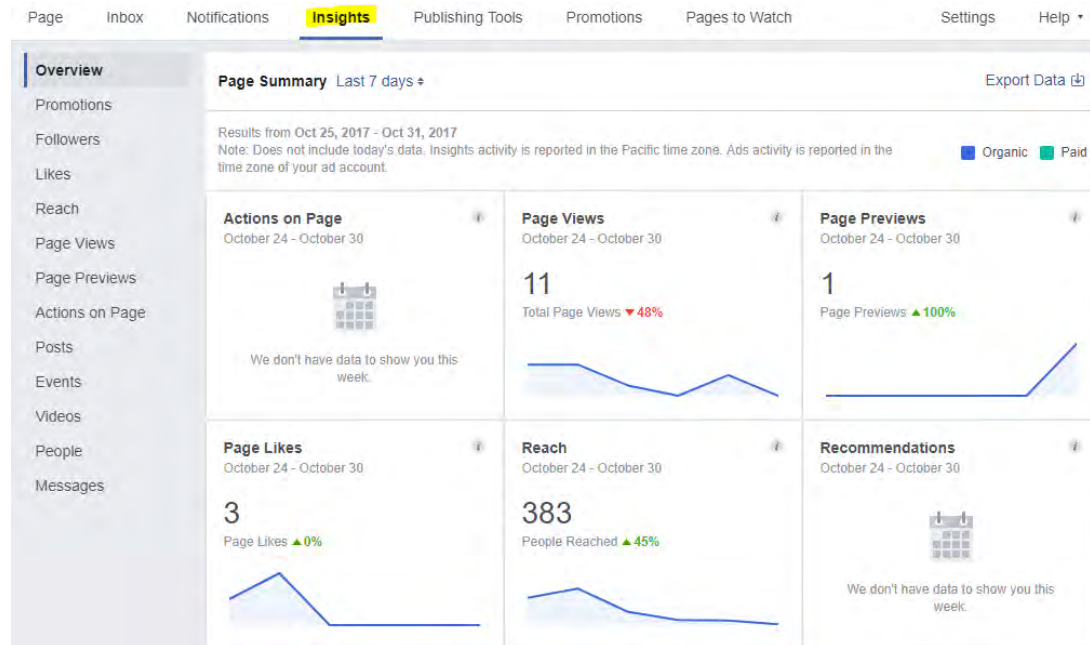 Page Inbox Notifications Insights Publishing Tools Promotions Pages to Watch Settings Help
Overview
Promotions
Followers
Likes
Reach
Page Views
Page Previews
Actions on Page
Posts
Events
Videos
People
Messages
Page Summary Last 7 days
Export Data
Results from Oct 25, 2017 - Oct 31, 2017
Note: Does not include today's data. Insights activity is reported in the Pacific time zone. Ads activity is reported in the
time zone of your ad account.
Organic Paid
Actions on Page
October 24 - October 30
We don't have data to show you this
week.
Page Views
October 24 - October 30
11
Total Page Views ▼48%
Page Previews
October 24 - October 30
1
Page Previews ▲100%
Page Likes
October 24 - October 30
3
Page Likes ▲0%
Reach
October 24 - October 30
383
People Reached ▲45%
Recommendations
October 24 - October 30
We don't have data to show you this
week.